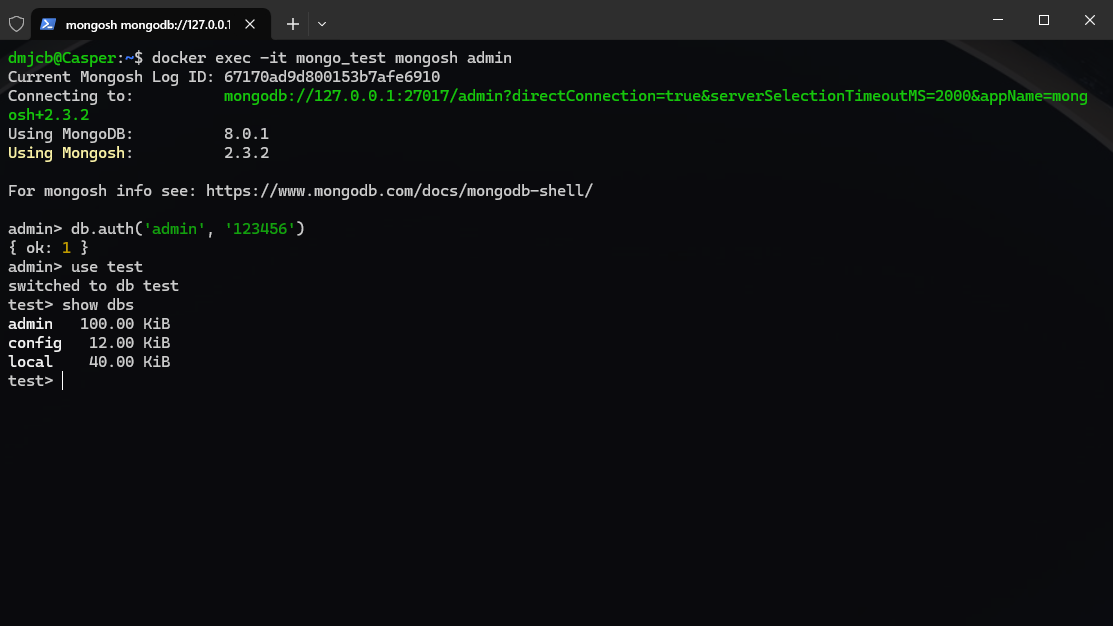 mongosh mongodb://127.0.0.1
dmjcb@Casper:~$ docker exec -it mongo_test mongosh admin
Current Mongosh Log ID: 67170ad9d800153b7afe6910
Connecting to:          mongodb://127.0.0.1:27017/admin?directConnection=true&serverSelectionTimeoutMS=2000&appName=mong
osh+2.3.2
Using MongoDB:          8.0.1
Using Mongosh:          2.3.2
For mongosh info see: https://www.mongodb.com/docs/mongodb-shell/
admin> db.auth('admin', '123456')
{ ok: 1 }
admin> use test
switched to db test
test> show dbs
admin   100.00 KiB
config   12.00 KiB
local    40.00 KiB
test>